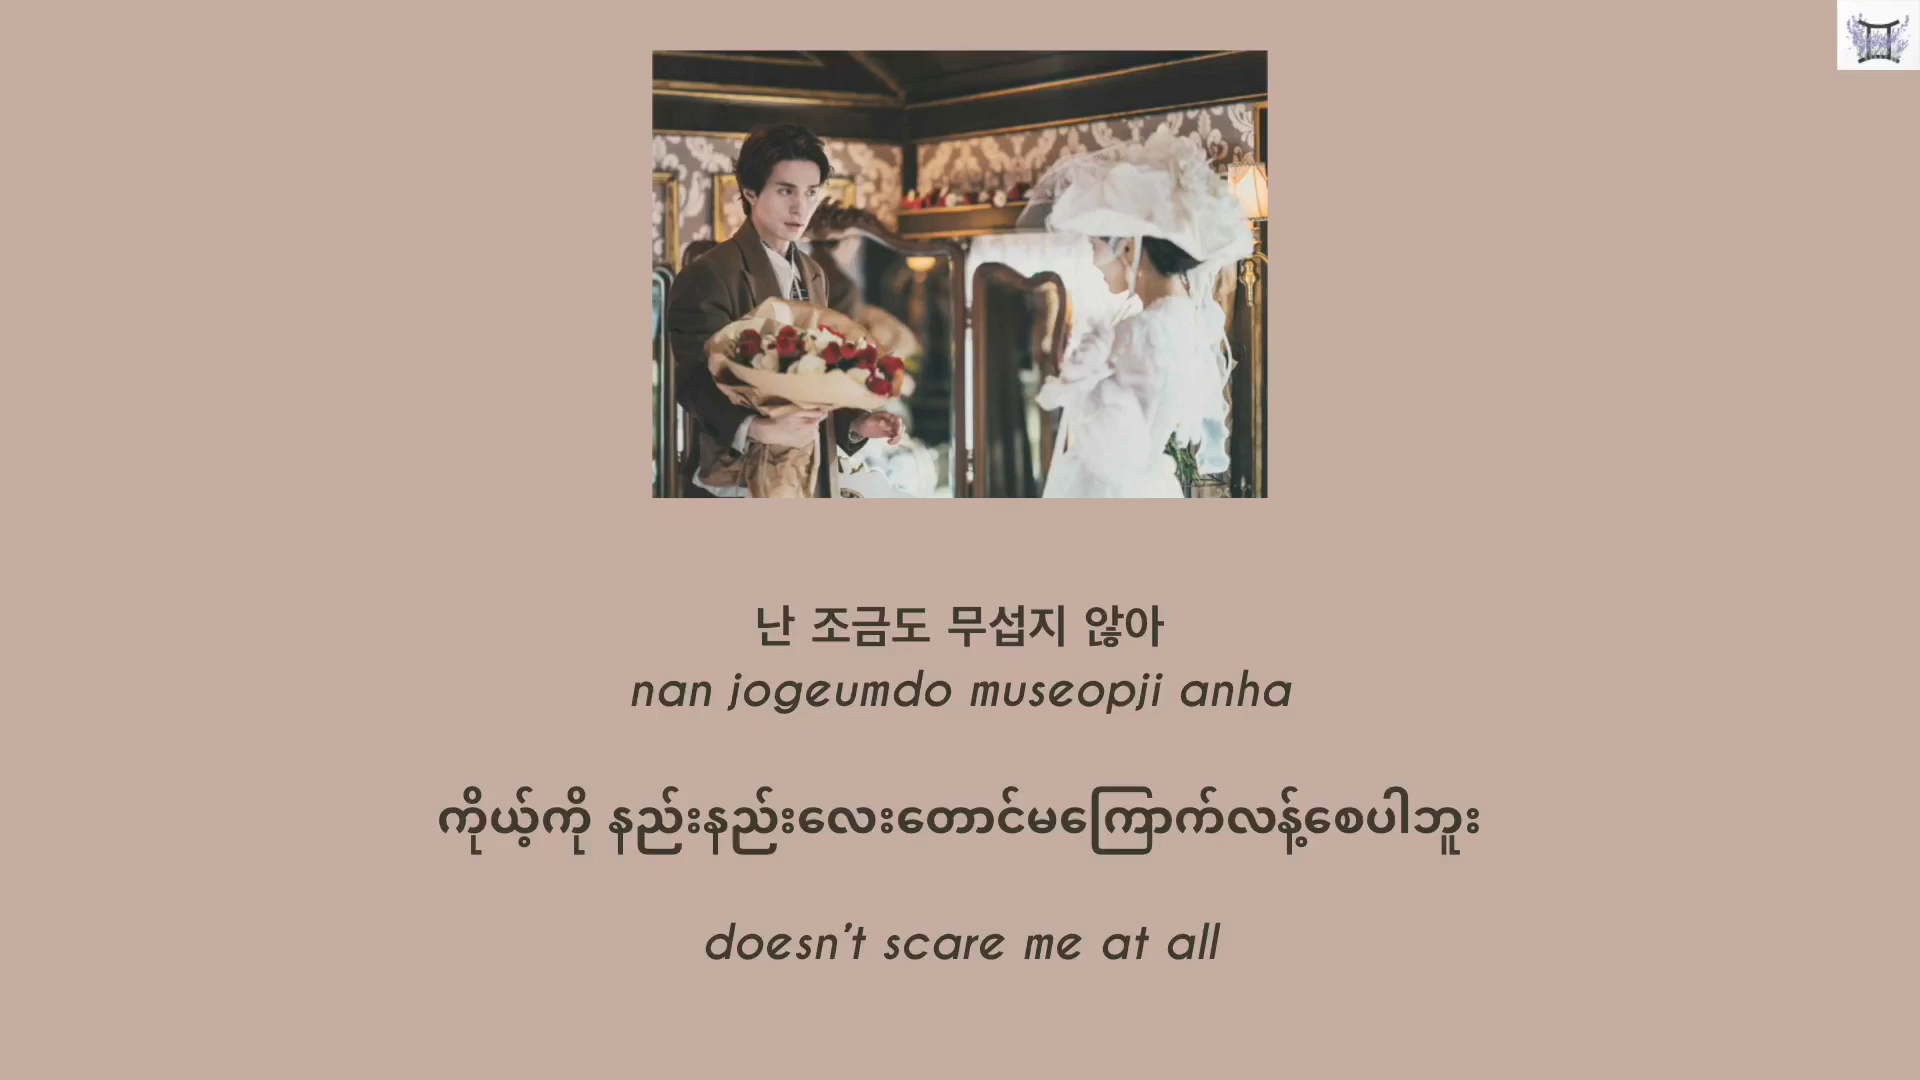 난 조금도 무섭지 않아
nan jogeumdo museopji anha
ကိုယ့်ကို နည်းနည်းလေးတောင်မကြောက်လန့်စေပါဘူး
doesn't scare me at all